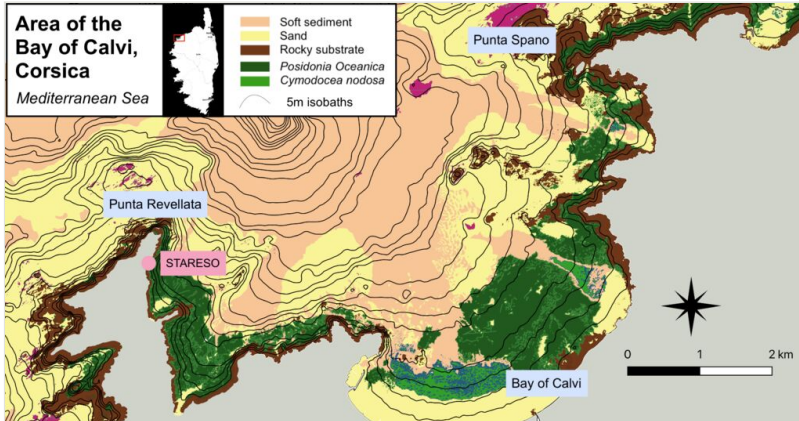 Area of the
Bay of Calvi,
Corsica
Mediterranean Sea
Soft sediment
Sand
Rocky substrate
Posidonia Oceanica
Cymodocea nodosa
5m isobaths
Punta Spano
Punta Revellata
STARESO
Bay of Calvi
0 1 2 km